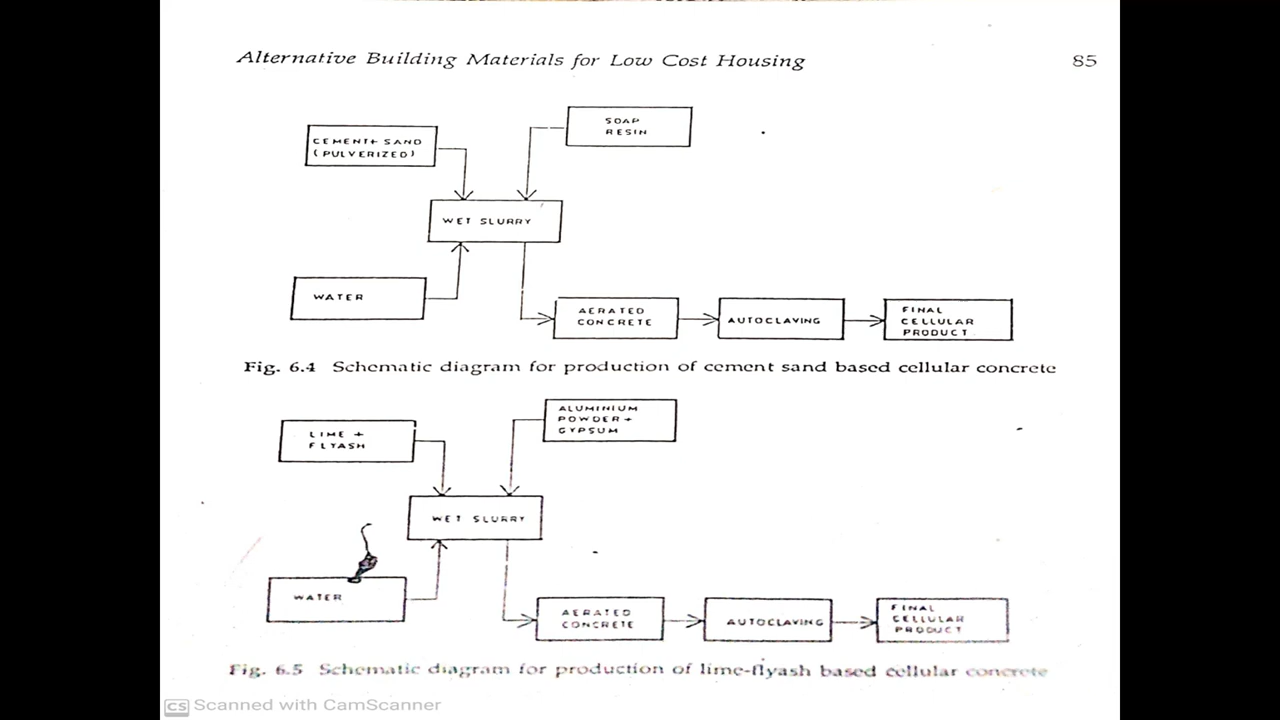 Alternative Building Materials for Low Cost Housing 85
SOAP
RESIN
CEMENT+ SAND
(PULVERIZED)
WET SLURRY
WATER
AERATED
CONCRETE
AUTOCLAVING
FINAL
CELLULAR
PRODUCT
Fig. 6.4 Schematic diagram for production of cement sand based cellular concrete
ALUMINIUM
POWDER+
GYPSUM
LIME +
FLYASH
WET SLURRY
WATER
AERATED
CONCRETE
AUTOCLAVING
FINAL
CELLULAR
PRODUCT
Fig. 6.5 Schematic diagram for production of lime-flyash based cellular concrete
CS Scanned with CamScanner